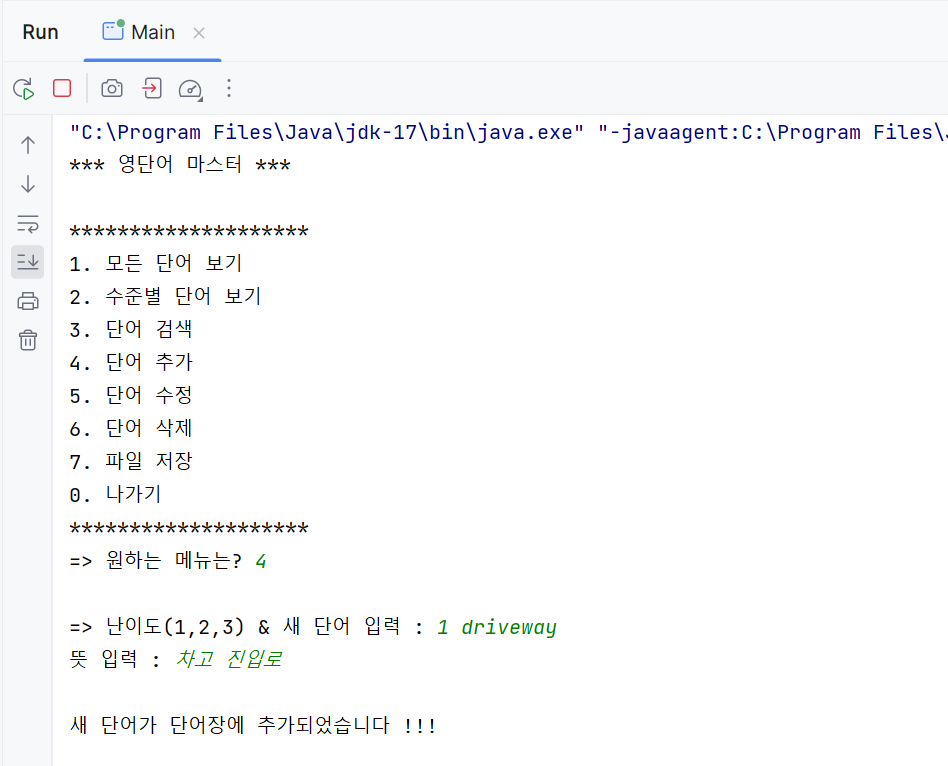 Run Main
"C:\Program Files\Java\jdk-17\bin\java.exe" "-javaagent:C:\Program Files\
*** 영단어 마스터 ***
********************
1. 모든 단어 보기
2. 수준별 단어 보기
3. 단어 검색
4. 단어 추가
5. 단어 수정
6. 단어 삭제
7. 파일 저장
0. 나가기
********************
=> 원하는 메뉴는? 4
=> 난이도(1,2,3) & 새 단어 입력 : 1 driveway
뜻 입력 : 차고 진입로
새 단어가 단어장에 추가되었습니다 !!!